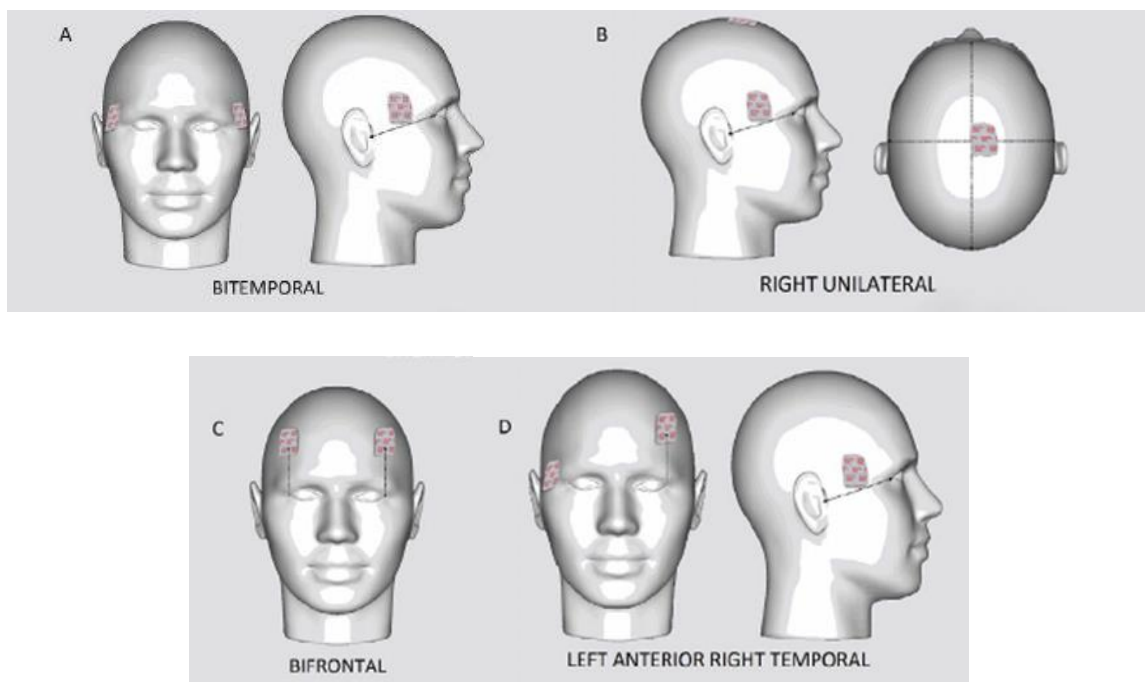 A
B
BITEMPORAL
RIGHT UNILATERAL
C
D
BIFRONTAL
LEFT ANTERIOR RIGHT TEMPORAL